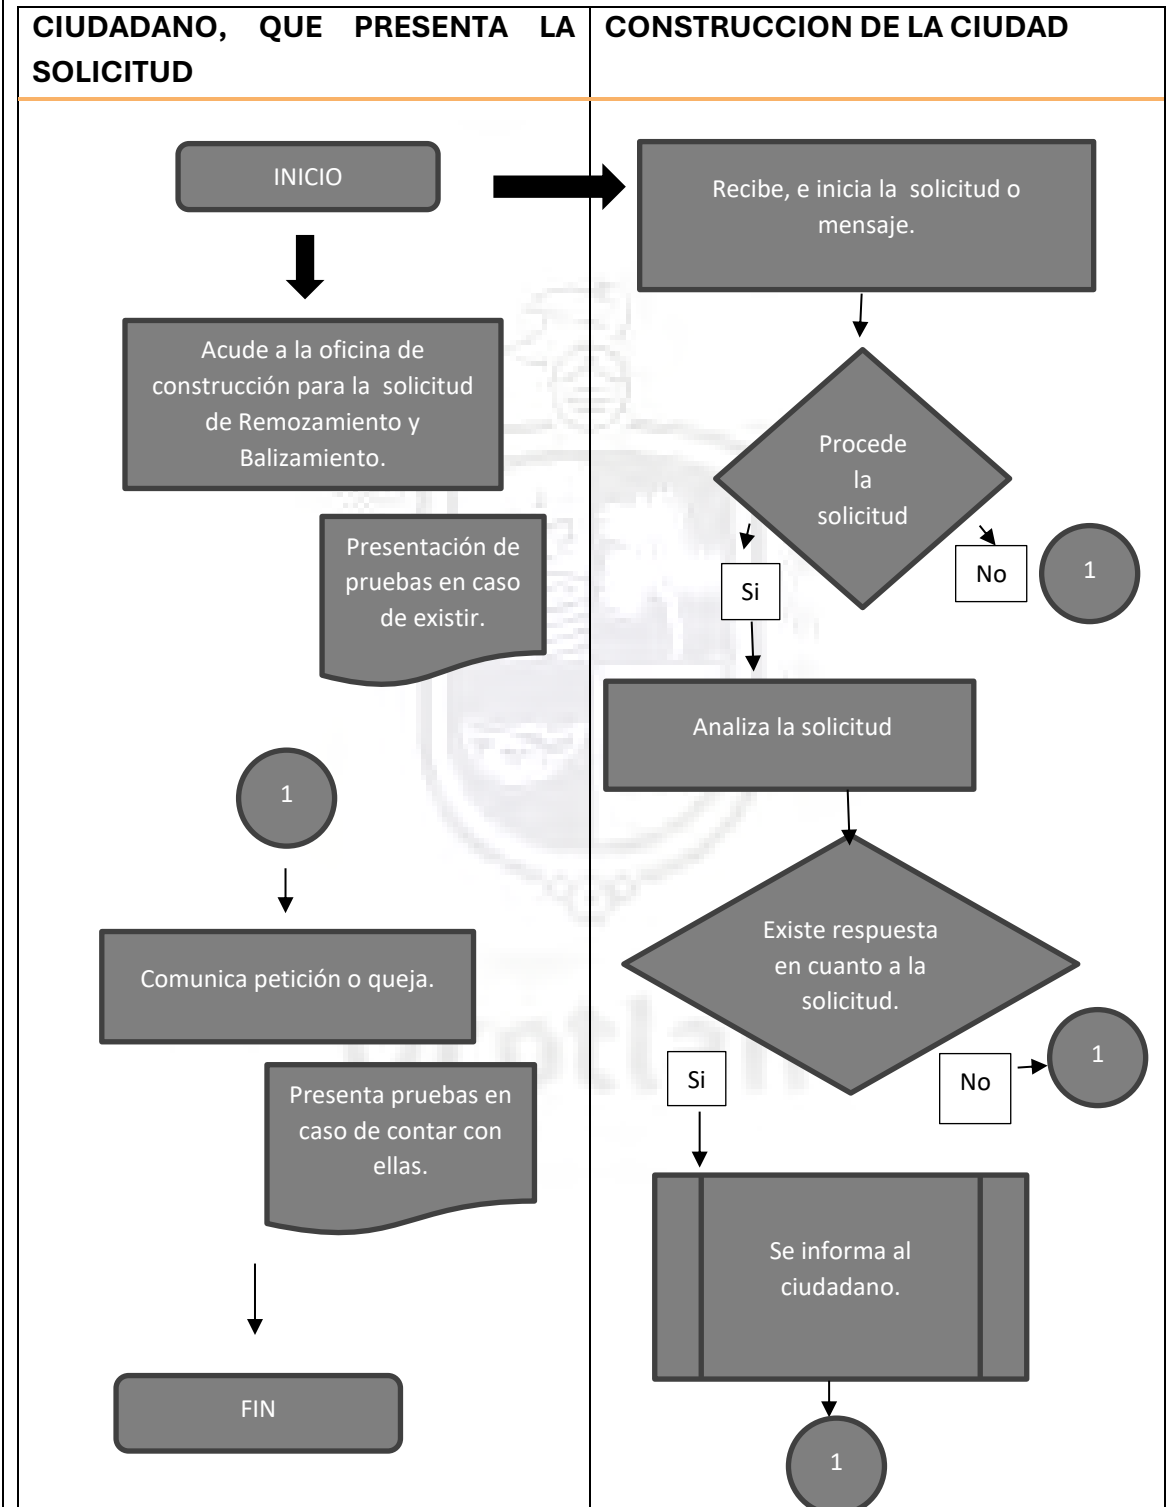 CIUDADANO, QUE PRESENTA LA
SOLICITUD
CONSTRUCCION DE LA CIUDAD
INICIO
Acude a la oficina de
construcción para la solicitud
de Remozamiento y
Balizamiento.
Presentación de
pruebas en caso
de existir.
1
Comunica petición o queja.
Presenta pruebas en
caso de contar con
ellas.
FIN
Recibe, e inicia la solicitud o
mensaje.
Procede
la
solicitud
Si
No
1
Analiza la solicitud
Existe respuesta
en cuanto a la
solicitud.
Si
No
1
Se informa al
ciudadano.
1